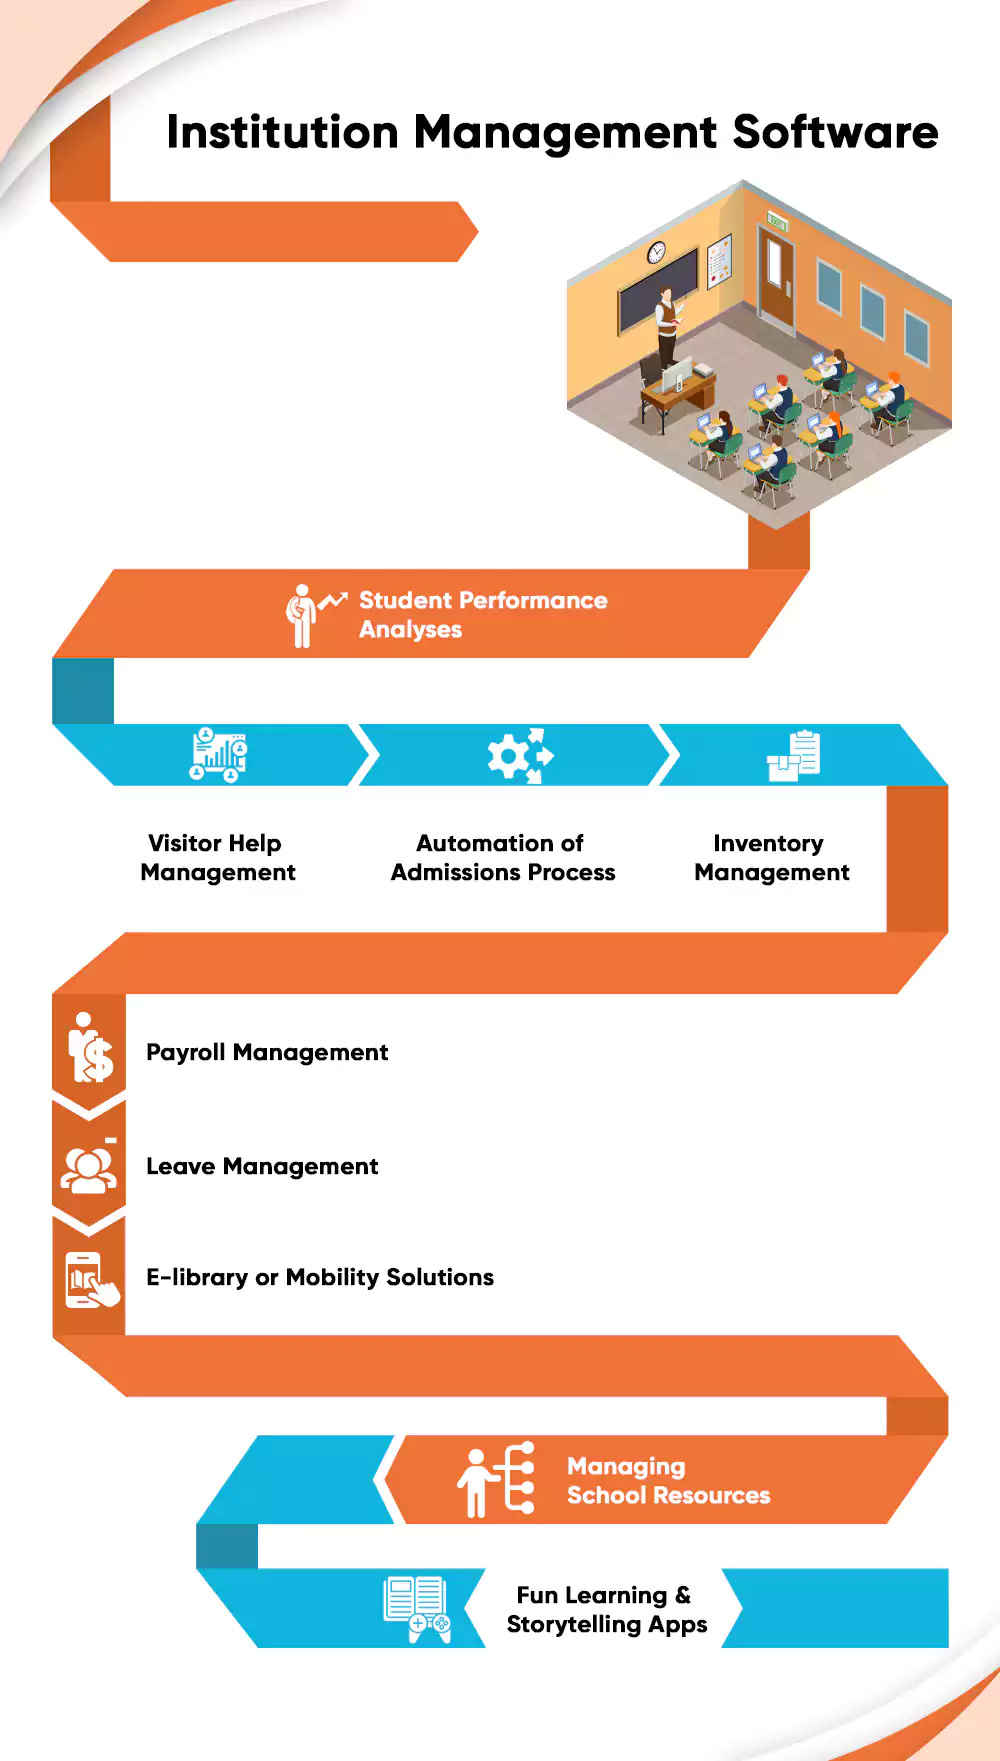 Institution Management Software
EXIT
Student Performance
Analyses
Visitor Help
Management
Automation of
Admissions Process
Inventory
Management
Payroll Management
Leave Management
E-library or Mobility Solutions
Managing
School Resources
Fun Learning &
Storytelling Apps